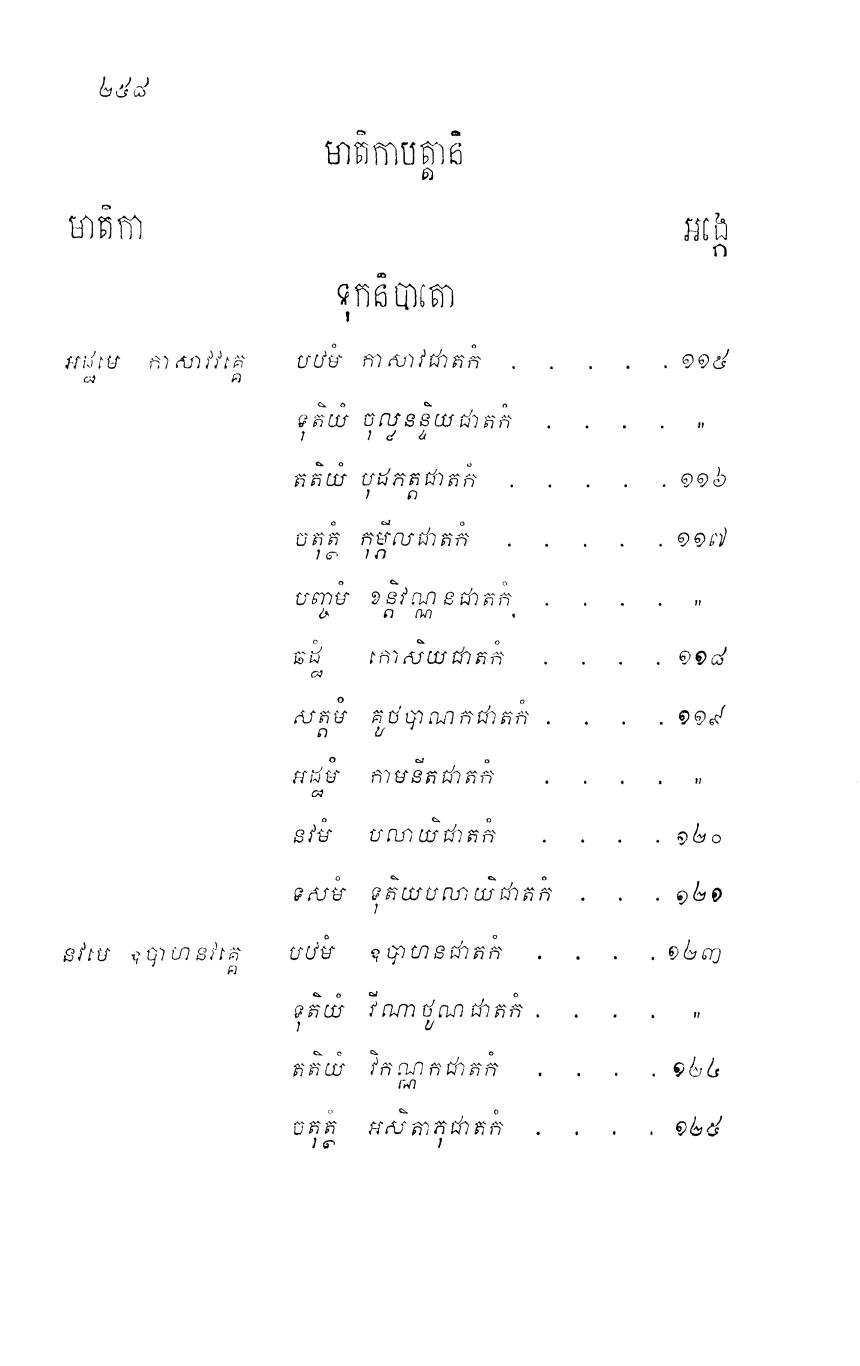 ២៥៨
មាតិកាបត្តានិ
មាតិកា អង្កេ
ទុកនិបាតោ
អដ្ឋមេ កាសាវវគ្គេ បឋមំ កាសាវជាតកំ . . . . . ១១៥
ទុតិយំ ចុល្លនន្ទិយជាតកំ . . . . "
តតិយំ បុដភត្តជាតកំ . . . . . ១១៦
ចតុត្ថំ កុម្ភីលជាតកំ . . . . . ១១៧
បញ្ចមំ ខន្តិវណ្ណនជាតកំ . . . . "
ឆដ្ឋំ កោសិយជាតកំ . . . . ១១៨
សត្តមំ គូថបាណកជាតកំ . . . . ១១៩
អដ្ឋមំ កាមនីតជាតកំ . . . . "
នវមំ បលាយិជាតកំ . . . . ១២០
ទសមំ ទុតិយបលាយិជាតកំ . . . ១២១
នវមេ ឧបាហនវគ្គេ បឋមំ ឧបាហនជាតកំ . . . . ១២៣
ទុតិយំ វីណាថូណជាតកំ . . . . "
តតិយំ វិកណ្ណកជាតកំ . . . . ១២៤
ចតុត្ថំ អសិតាភុជាតកំ . . . . ១២៥